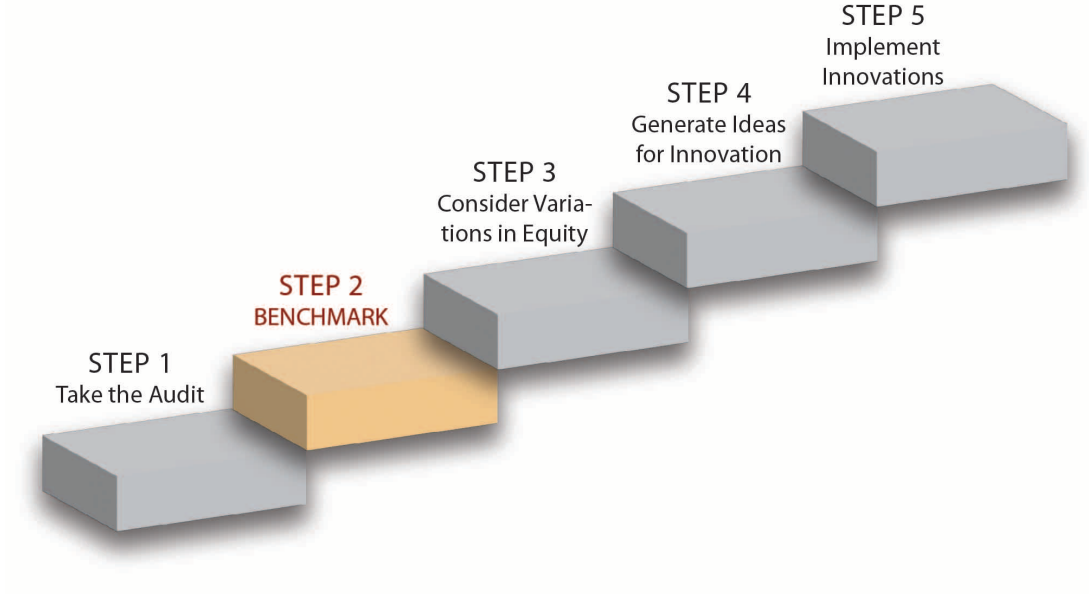 STEP 5
Implement
Innovations
STEP 4
Generate Ideas
for Innovation
STEP 3
Consider Varia-
tions in Equity
STEP 2
BENCHMARK
STEP 1
Take the Audit